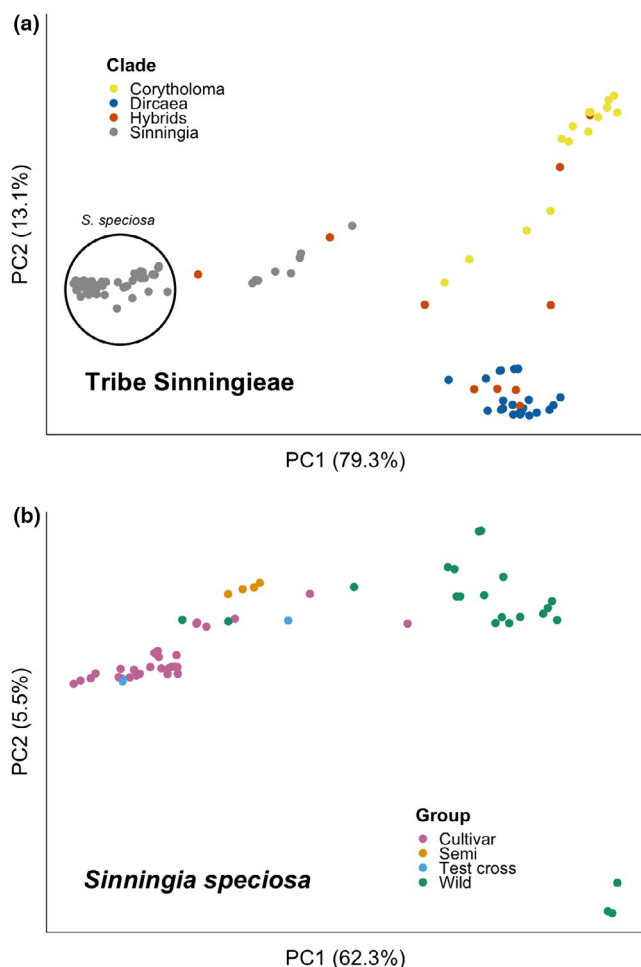 (a)
Clade
Corytholoma
Dircaea
Hybrids
Sinningia
S. speciosa
PC2 (13.1%)
Tribe Sinningieae
PC1 (79.3%)
(b)
PC2 (5.5%)
Group
Cultivar
Semi
Test cross
Wild
Sinningia speciosa
PC1 (62.3%)